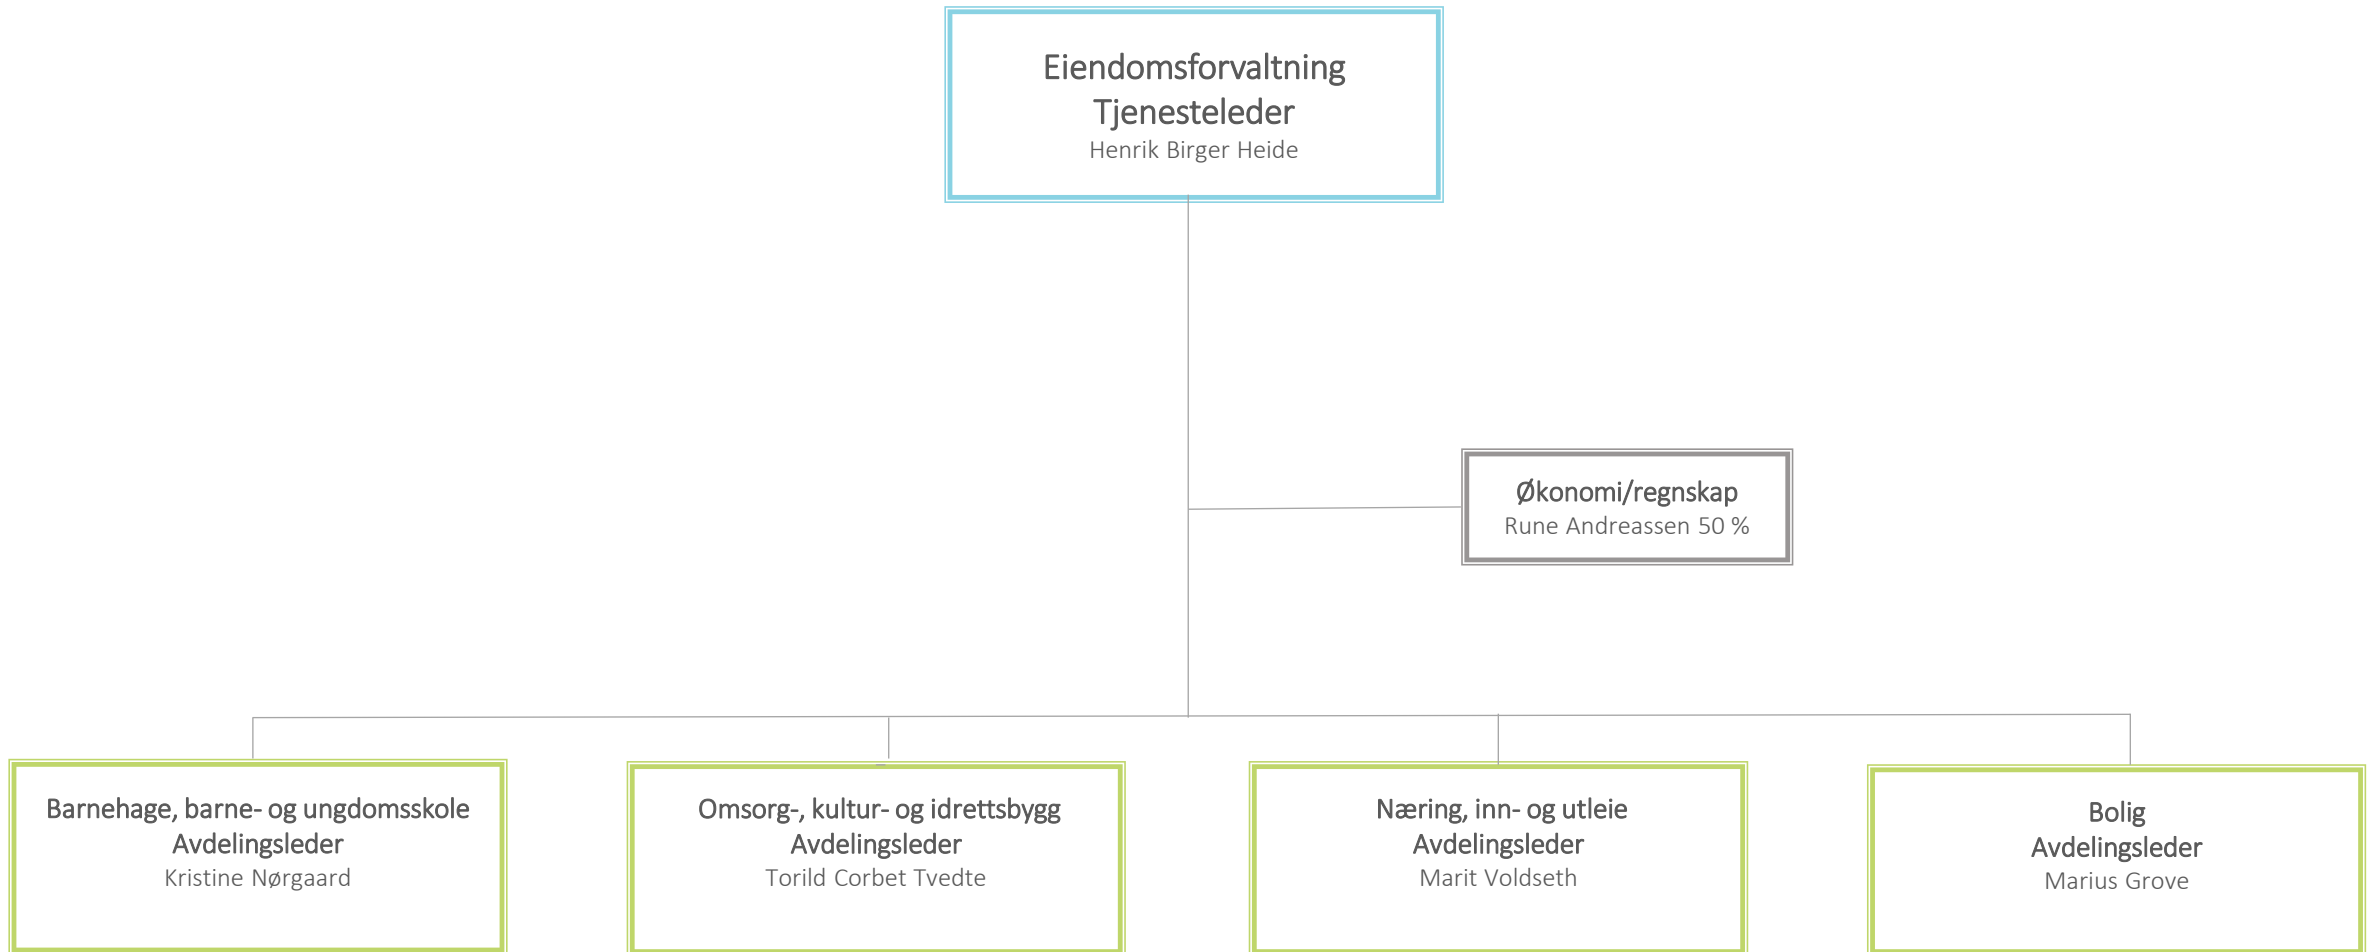 Eiendomsforvaltning
Tjenesteleder
Henrik Birger Heide
Økonomi/regnskap
Rune Andreassen 50 %
Barnehage, barne- og ungdomsskole
Avdelingsleder
Kristine Nørgaard
Omsorg-, kultur- og idrettsbygg
Avdelingsleder
Torild Corbet Tvedte
Næring, inn- og utleie
Avdelingsleder
Marit Voldseth
Bolig
Avdelingsleder
Marius Grove